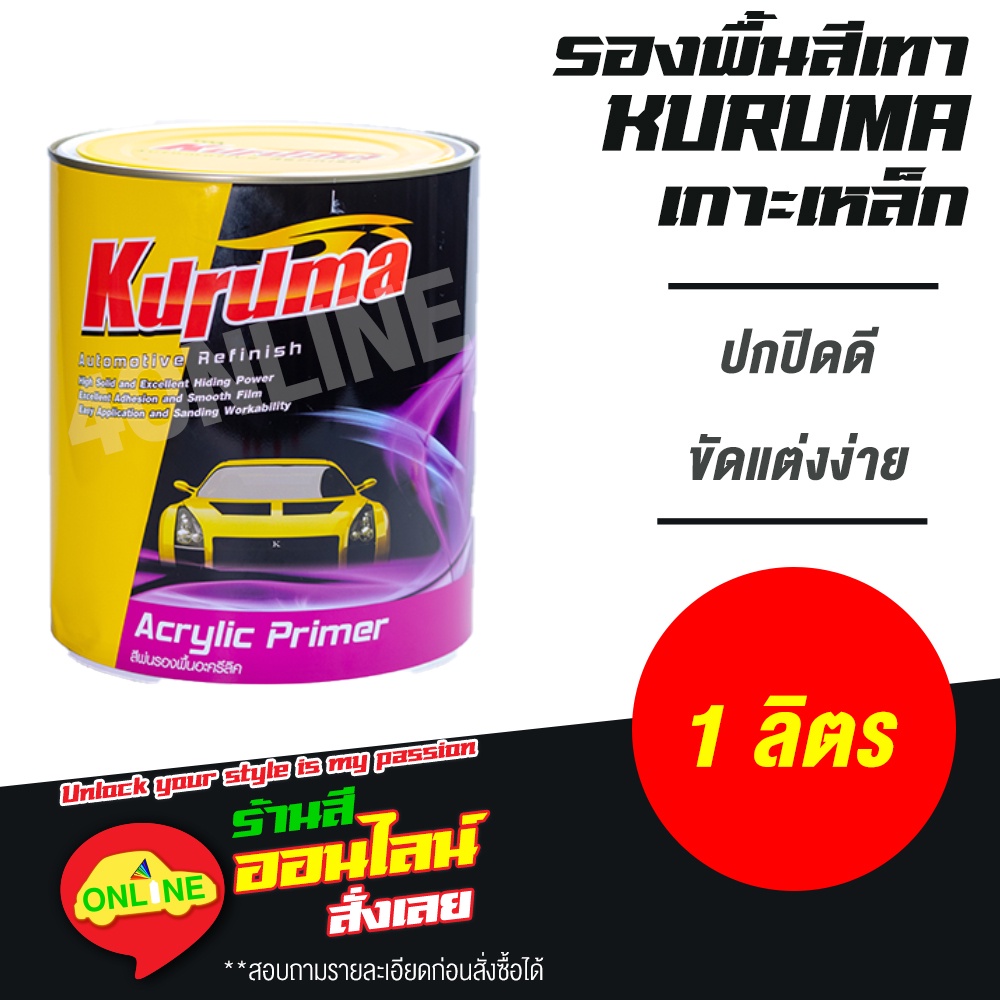 รองพื้นสีเทา
KURUMA
เกาะเหล็ก
ปกปิดดี
ขัดแต่งง่าย
1 ลิตร
Kuruma
Kuruma
Automotive Refinish
High Solid and Excellent Hiding Power
Excellent Adhesion and Smooth Film
Easy Application and Sanding Workability
4ONLINE
K
Acrylic Primer
สีพ่นรองพื้นอะครีลิค
Unlock your style is my passion
ร้านสี
ออนไลน์
สั่งเลย
ONLINE
**สอบถามรายละเอียดก่อนสั่งซื้อได้